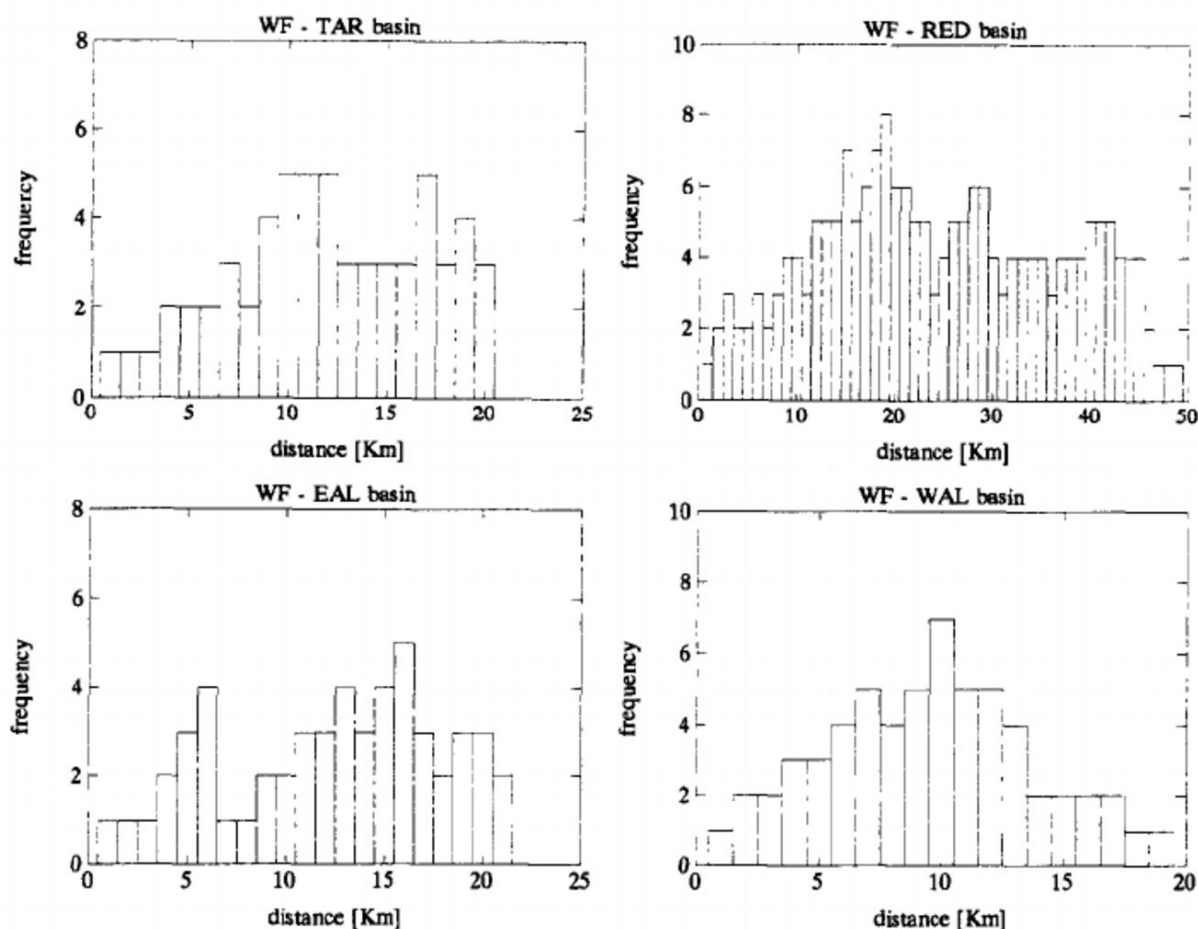 WF - TAR basin
8
6
4
2
0
frequency
0 5 10 15 20 25
distance [Km]
WF - RED basin
10
8
6
4
2
0
frequency
0 10 20 30 40 50
distance [Km]
WF - EAL basin
8
6
4
2
0
frequency
0 5 10 15 20 25
distance [Km]
WF - WAL basin
10
8
6
4
2
0
frequency
0 5 10 15 20
distance [Km]